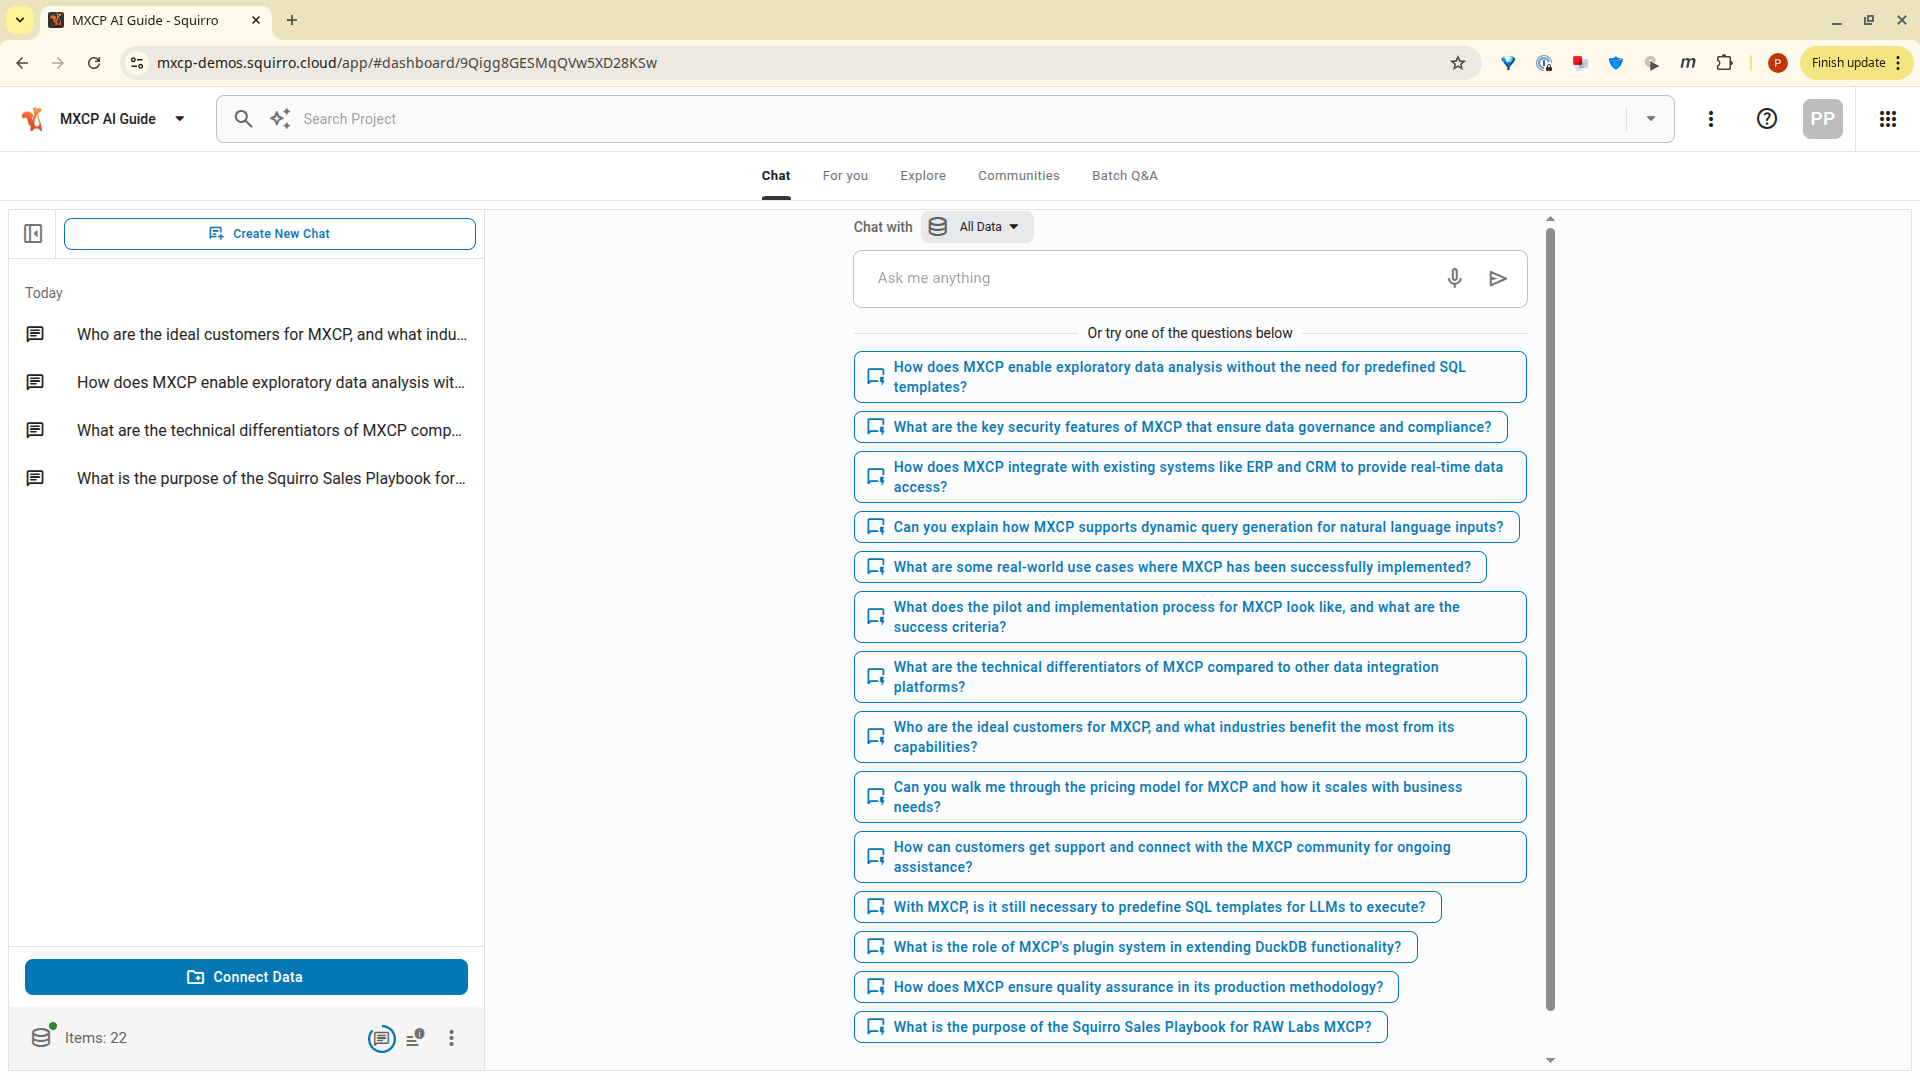 MXCP AI Guide - Squirro
mxcp-demos.squirro.cloud/app/#dashboard/9Qigg8GESMqQVw5XD28KSw
m
P
Finish update
MXCP AI Guide
Search Project
PP
Chat
For you
Explore
Communities
Batch Q&A
Create New Chat
Today
Who are the ideal customers for MXCP, and what indu...
How does MXCP enable exploratory data analysis wit...
What are the technical differentiators of MXCP comp...
What is the purpose of the Squirro Sales Playbook for...
Connect Data
Items: 22
Chat with
All Data
Ask me anything
Or try one of the questions below
How does MXCP enable exploratory data analysis without the need for predefined SQL
templates?
What are the key security features of MXCP that ensure data governance and compliance?
How does MXCP integrate with existing systems like ERP and CRM to provide real-time data
access?
Can you explain how MXCP supports dynamic query generation for natural language inputs?
What are some real-world use cases where MXCP has been successfully implemented?
What does the pilot and implementation process for MXCP look like, and what are the
success criteria?
What are the technical differentiators of MXCP compared to other data integration
platforms?
Who are the ideal customers for MXCP, and what industries benefit the most from its
capabilities?
Can you walk me through the pricing model for MXCP and how it scales with business
needs?
How can customers get support and connect with the MXCP community for ongoing
assistance?
With MXCP, is it still necessary to predefine SQL templates for LLMs to execute?
What is the role of MXCP's plugin system in extending DuckDB functionality?
How does MXCP ensure quality assurance in its production methodology?
What is the purpose of the Squirro Sales Playbook for RAW Labs MXCP?